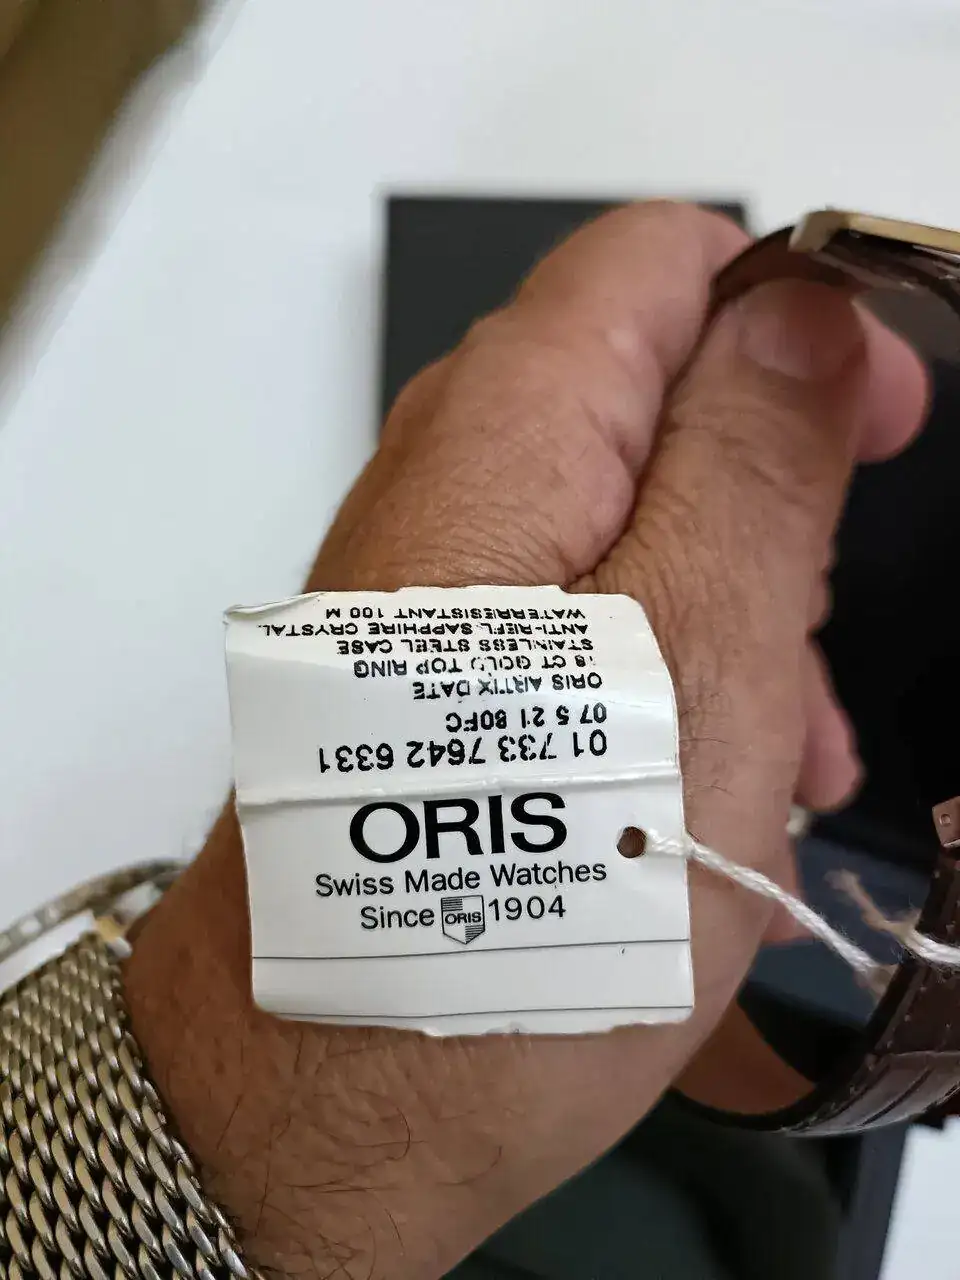 01 733 7642 6331
07 5 21 80FC
ORIS ARTIX DATE
18 CT GOLD TOP RING
STAINLESS STEEL CASE
ANTI-REFL. SAPPHIRE CRYSTAL
WATERRESISTANT 100 M
ORIS
Swiss Made Watches
Since ORIS 1904